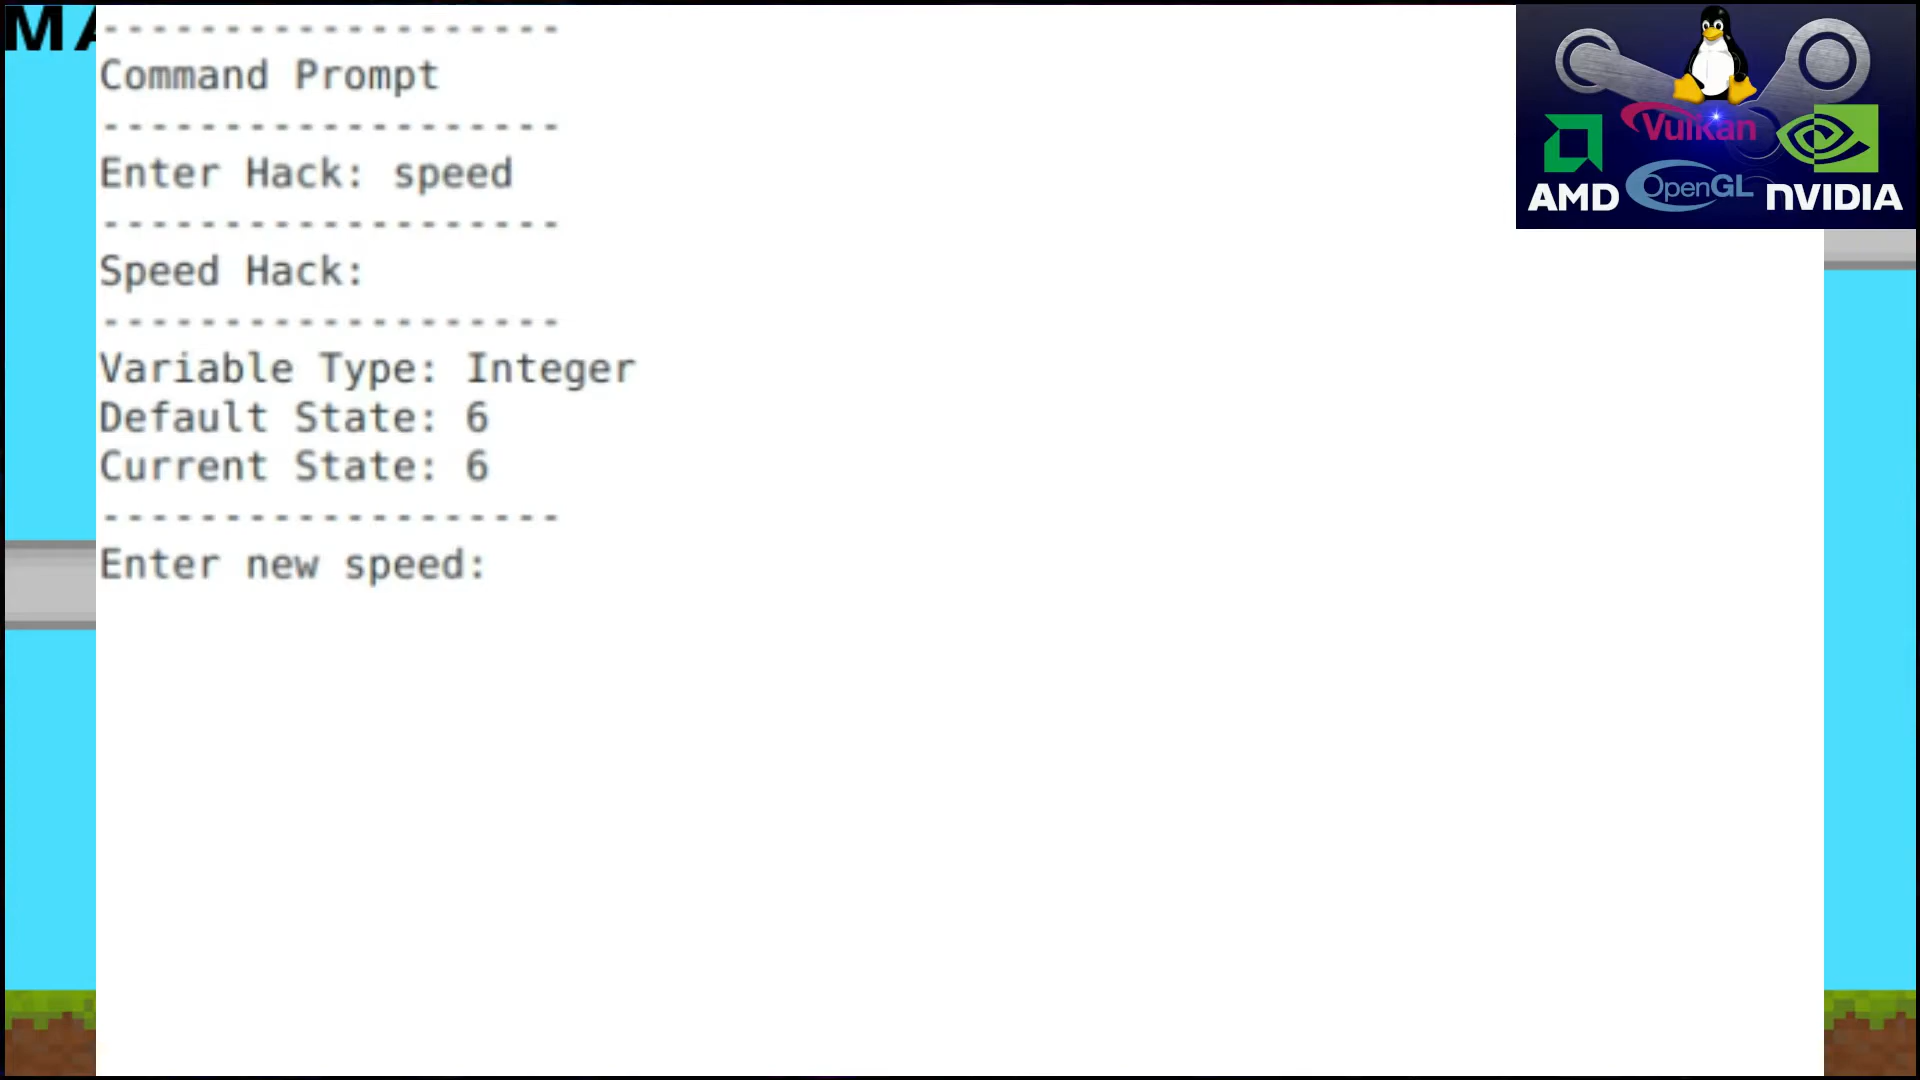 MA
-------------------
Command Prompt
-------------------
Enter Hack: speed
-------------------
Speed Hack:
-------------------
Variable Type: Integer
Default State: 6
Current State: 6
-------------------
Enter new speed:
Vulkan
AMD
OpenGL
nVIDIA